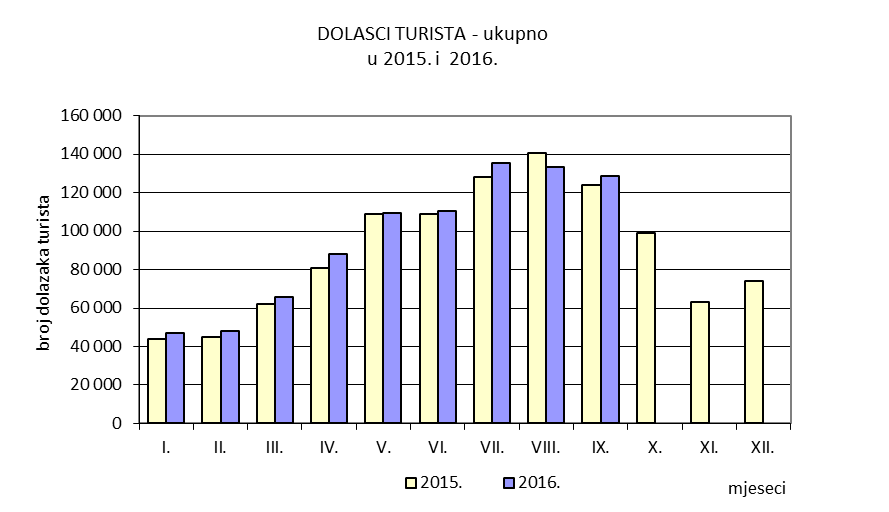 DOLASCI TURISTA - ukupno
u 2015. i 2016.
160 000
140 000
120 000
100 000
80 000
60 000
40 000
20 000
0
broj dolazaka turista
I. II. III. IV. V. VI. VII. VIII. IX. X. XI. XII.
2015. 2016.
mjeseci